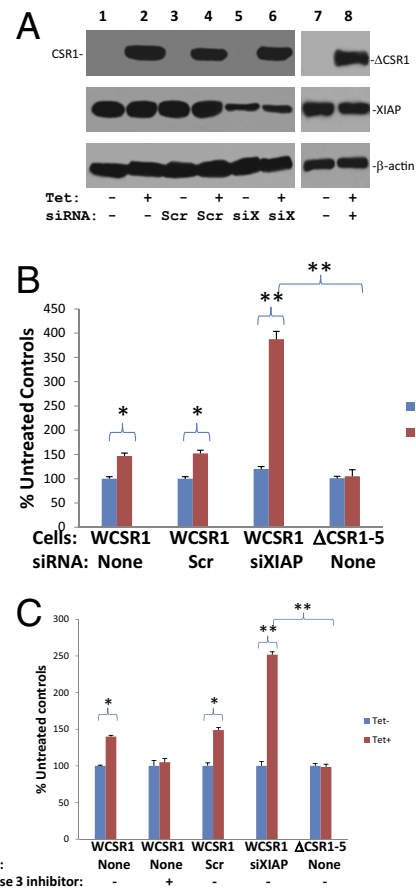 A
1 2 3 4 5 6 7 8
CSR1- -ΔCSR1
-XIAP
-β-actin
Tet: - + - + - + - +
siRNA: - - Scr Scr siX siX - +
B
** 
**
* *
450
400
350
300
250
200
150
100
50
0
% Untreated Controls
Cells: WCSR1 WCSR1 WCSR1 ΔCSR1-5
siRNA: None Scr siXIAP None
C
**
**
* *
300
250
200
150
100
50
0
% Untreated controls
Tet-
Tet+
WCSR1 WCSR1 WCSR1 WCSR1 ΔCSR1-5
: None None Scr siXIAP None
se 3 inhibitor: - + - - -